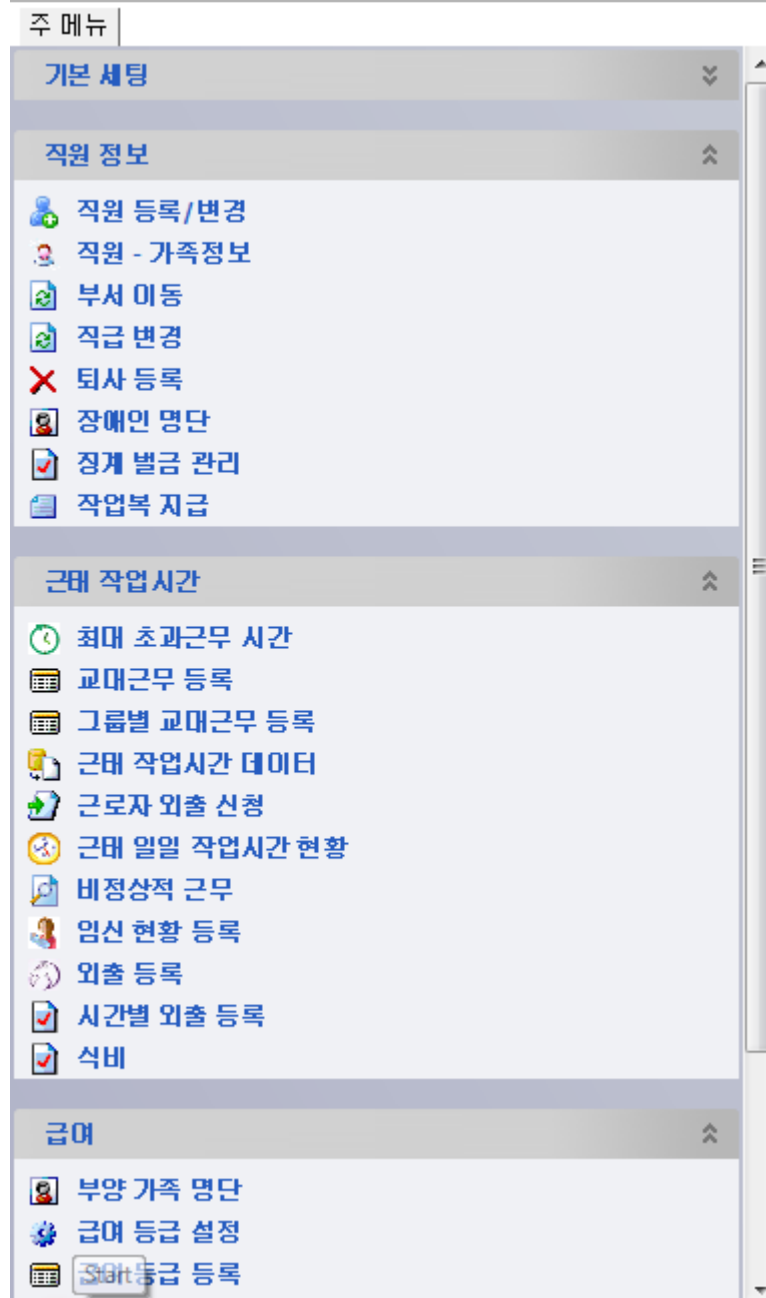 주 메뉴
기본 세팅
직원 정보
직원 등록/변경
직원 - 가족정보
부서 이동
직급 변경
퇴사 등록
장애인 명단
징계 벌금 관리
작업복 지급
근태 작업시간
최대 초과근무 시간
교대근무 등록
그룹별 교대근무 등록
근태 작업시간 데이터
근로자 외출 신청
근태 일일 작업시간 현황
비정상적 근무
임신 현황 등록
외출 등록
시간별 외출 등록
식비
급여
부양 가족 명단
급여 등급 설정
Start 등급 등록